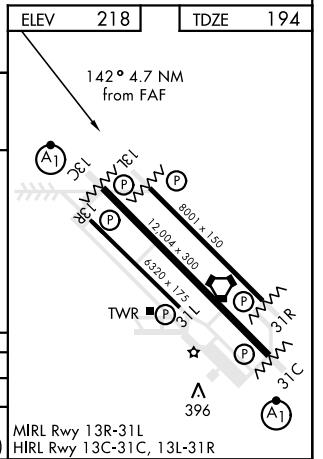 ELEV 218
TDZE 194
142° 4.7 NM
from FAF
A1
13C
13L
P
P
13R
P
8001 x 150
12,004 x 300
6320 x 175
P
31R
TWR
P
31L
P
31C
396
A1
MIRL Rwy 13R-31L
HIRL Rwy 13C-31C, 13L-31R